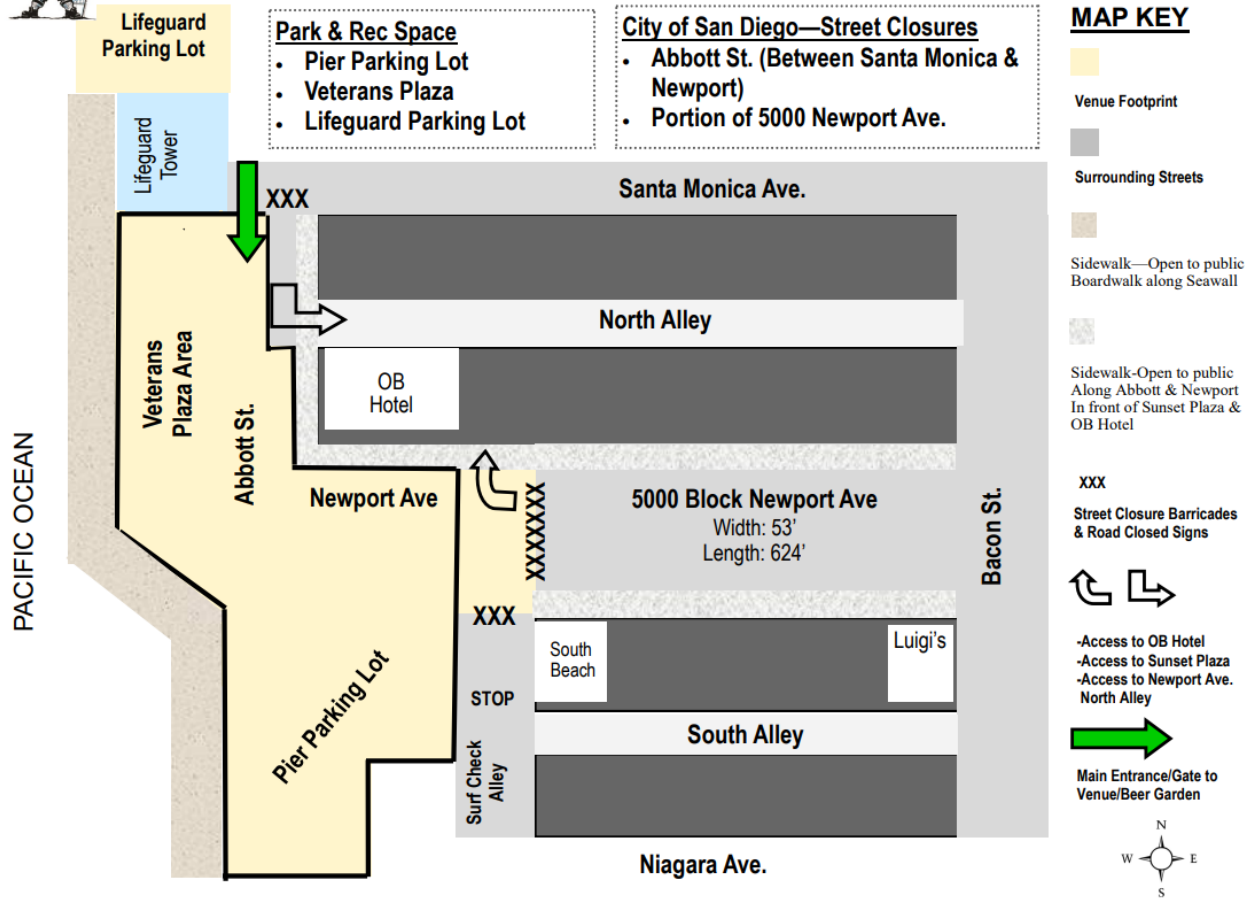 Lifeguard
Parking Lot
Park & Rec Space
• Pier Parking Lot
• Veterans Plaza
• Lifeguard Parking Lot
City of San Diego—Street Closures
• Abbott St. (Between Santa Monica &
Newport)
• Portion of 5000 Newport Ave.
MAP KEY
Venue Footprint
Surrounding Streets
Sidewalk—Open to public
Boardwalk along Seawall
Sidewalk-Open to public
Along Abbott & Newport
In front of Sunset Plaza &
OB Hotel
XXX
Street Closure Barricades
& Road Closed Signs
-Access to OB Hotel
-Access to Sunset Plaza
-Access to Newport Ave.
North Alley
Main Entrance/Gate to
Venue/Beer Garden
N
W
E
S
Lifeguard
Tower
XXX
Santa Monica Ave.
North Alley
Veterans
Plaza Area
Abbott St.
OB
Hotel
PACIFIC OCEAN
Newport Ave
XXXXXXX
5000 Block Newport Ave
Width: 53’
Length: 624’
Bacon St.
XXX
South
Beach
Luigi's
STOP
Pier Parking Lot
South Alley
Surf Check
Alley
Niagara Ave.